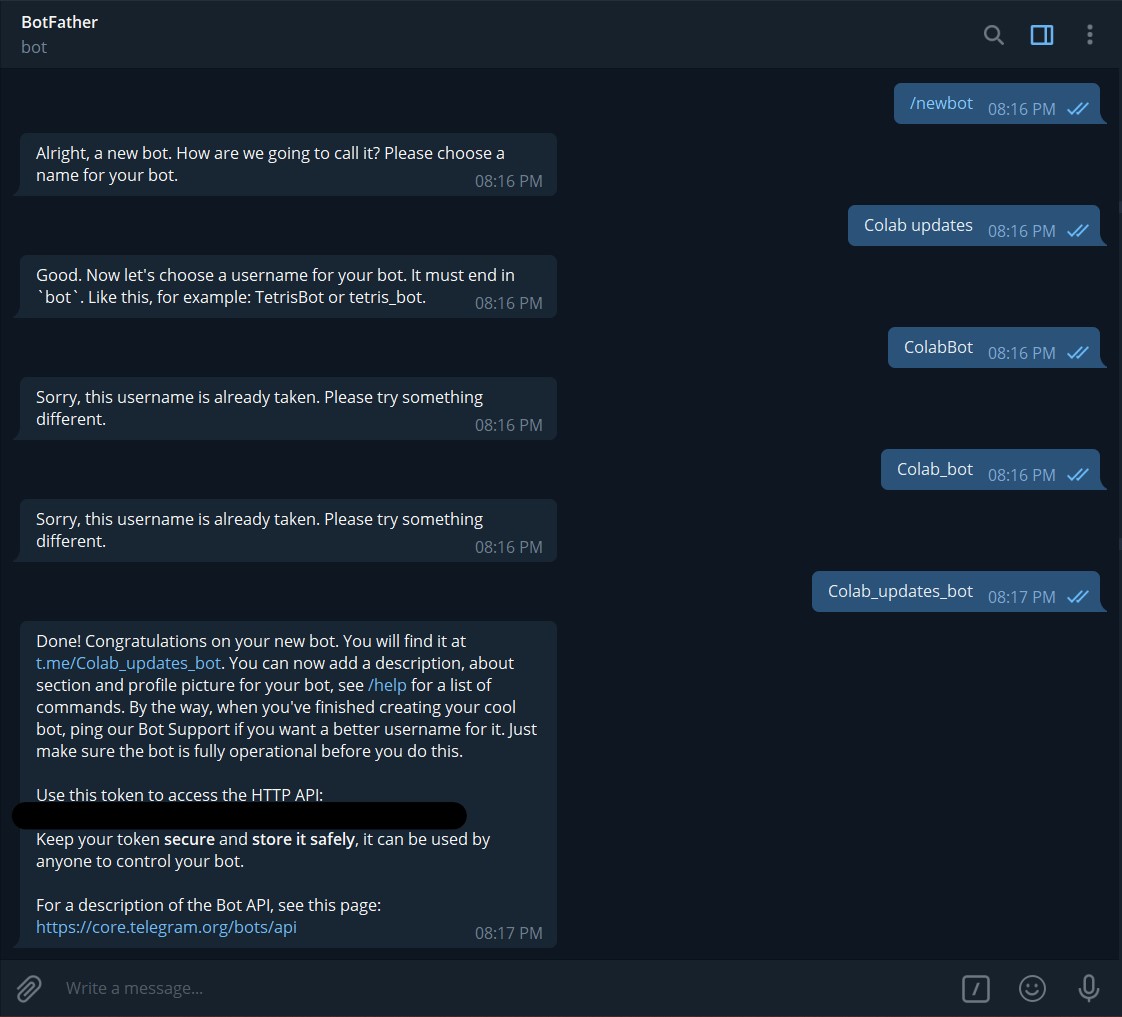 BotFather
bot
/newbot 08:16 PM
Alright, a new bot. How are we going to call it? Please choose a
name for your bot.
08:16 PM
Colab updates 08:16 PM
Good. Now let's choose a username for your bot. It must end in
`bot`. Like this, for example: TetrisBot or tetris_bot.
08:16 PM
ColabBot 08:16 PM
Sorry, this username is already taken. Please try something
different.
08:16 PM
Colab_bot 08:16 PM
Sorry, this username is already taken. Please try something
different.
08:16 PM
Colab_updates_bot 08:17 PM
Done! Congratulations on your new bot. You will find it at
t.me/Colab_updates_bot. You can now add a description, about
section and profile picture for your bot, see /help for a list of
commands. By the way, when you've finished creating your cool
bot, ping our Bot Support if you want a better username for it. Just
make sure the bot is fully operational before you do this.
Use this token to access the HTTP API:
Keep your token secure and store it safely, it can be used by
anyone to control your bot.
For a description of the Bot API, see this page:
https://core.telegram.org/bots/api
08:17 PM
Write a message...